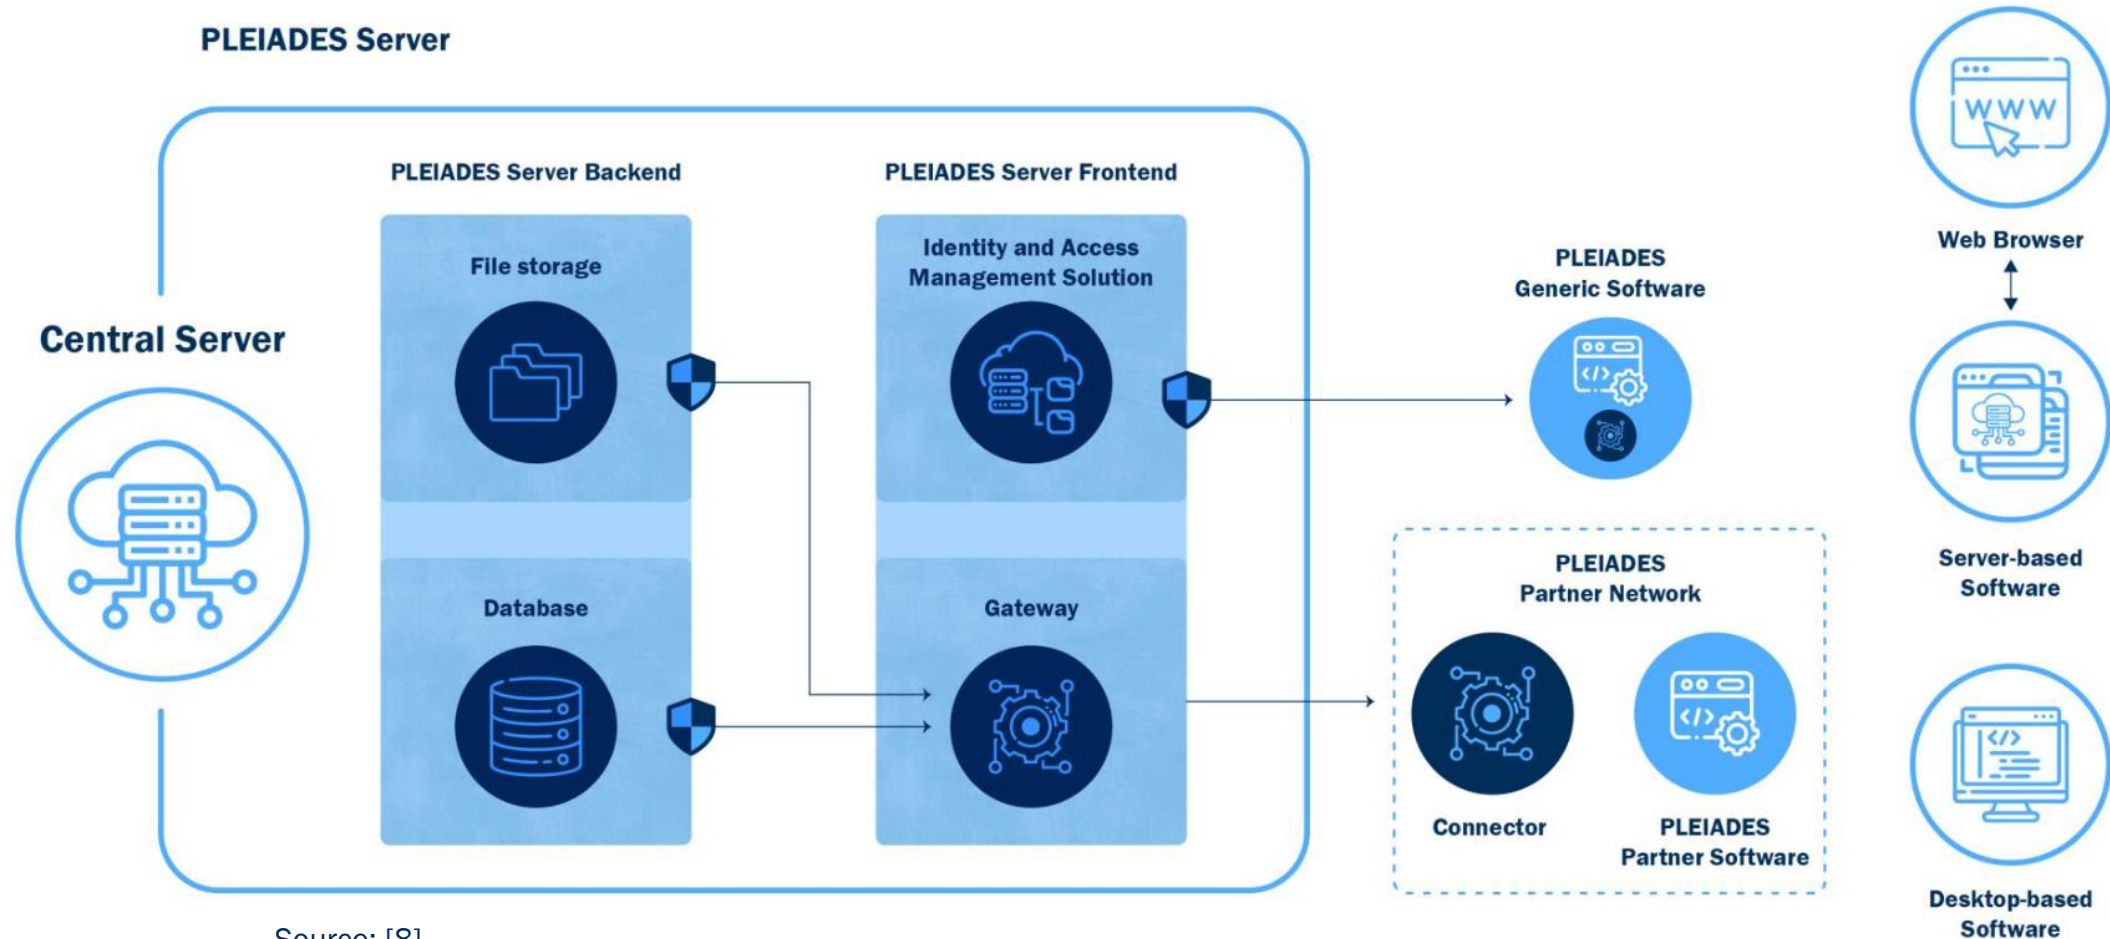 PLEIADES Server
PLEIADES Server Backend
PLEIADES Server Frontend
Central Server
File storage
Database
Identity and Access
Management Solution
Gateway
PLEIADES
Generic Software
</>
PLEIADES
Partner Network
Connector
</>
PLEIADES
Partner Software
WWW
Web Browser
Server-based
Software
</>
Desktop-based
Software
Source: [8]